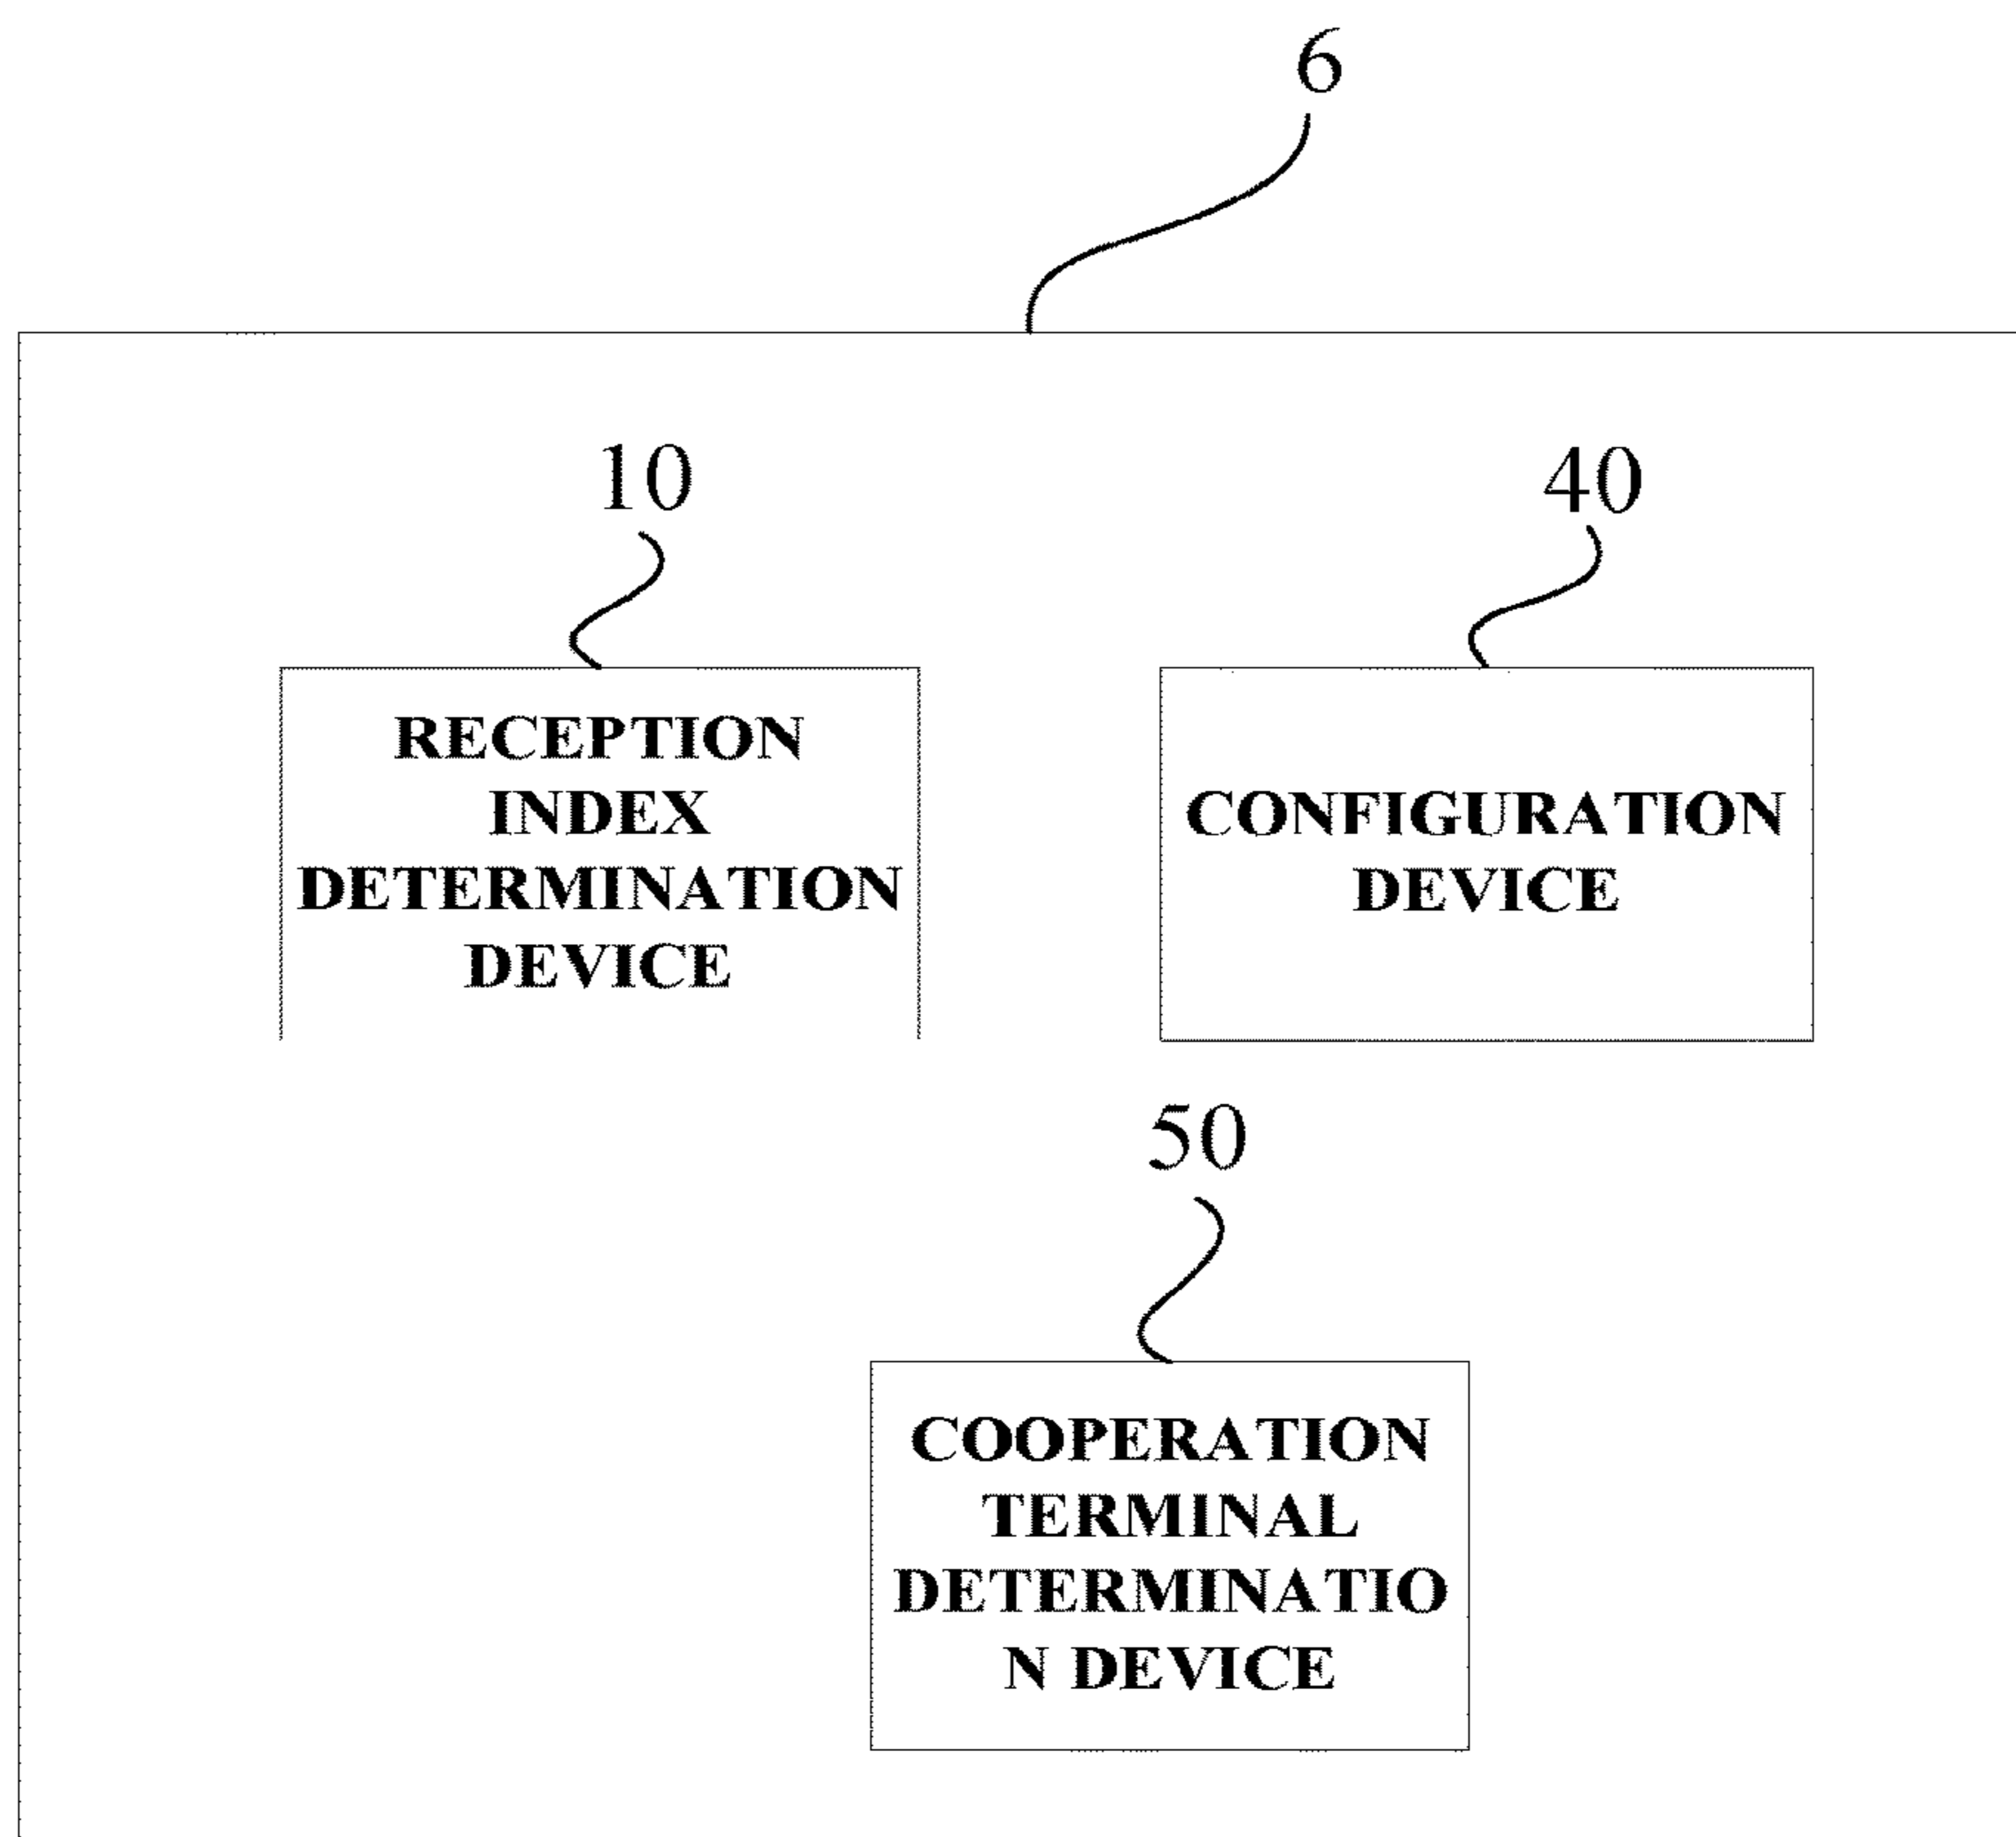 6
10
40
RECEPTION
INDEX
DETERMINATION
DEVICE
CONFIGURATION
DEVICE
50
COOPERATION
TERMINAL
DETERMINATIO
N DEVICE